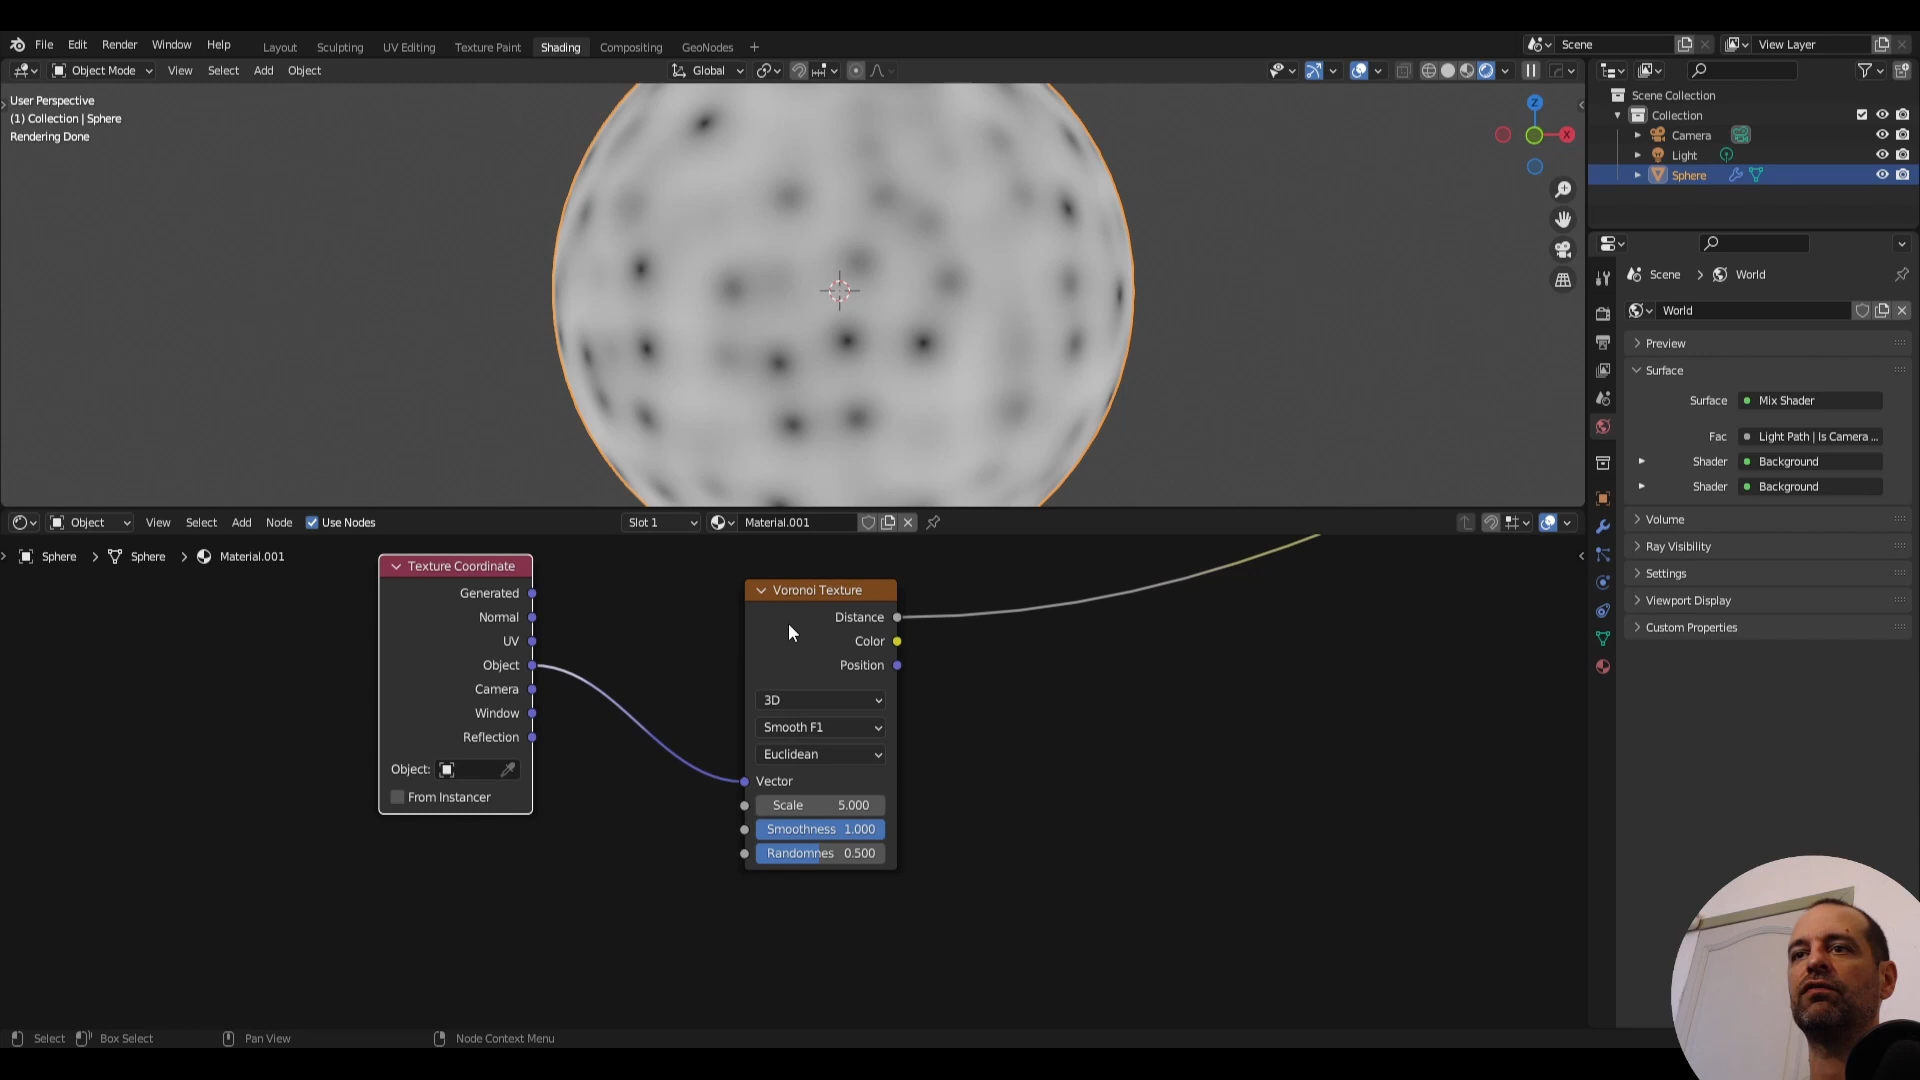 File Edit Render Window Help
Layout Sculpting UV Editing Texture Paint Shading Compositing GeoNodes +
Scene
View Layer
Object Mode View Select Add Object
Global
User Perspective
(1) Collection | Sphere
Rendering Done
Z
X
Scene Collection
Collection
Camera
Light
Sphere
Scene > World
World
Preview
Surface
Surface Mix Shader
Fac Light Path | Is Camera ...
Shader Background
Shader Background
Volume
Ray Visibility
Settings
Viewport Display
Custom Properties
Object View Select Add Node Use Nodes
Slot 1
Material.001
Sphere > Sphere > Material.001
Texture Coordinate
Generated
Normal
UV
Object
Camera
Window
Reflection
Object:
From Instancer
Voronoi Texture
Distance
Color
Position
3D
Smooth F1
Euclidean
Vector
Scale 5.000
Smoothness 1.000
Randomnes 0.500
Select Box Select Pan View Node Context Menu